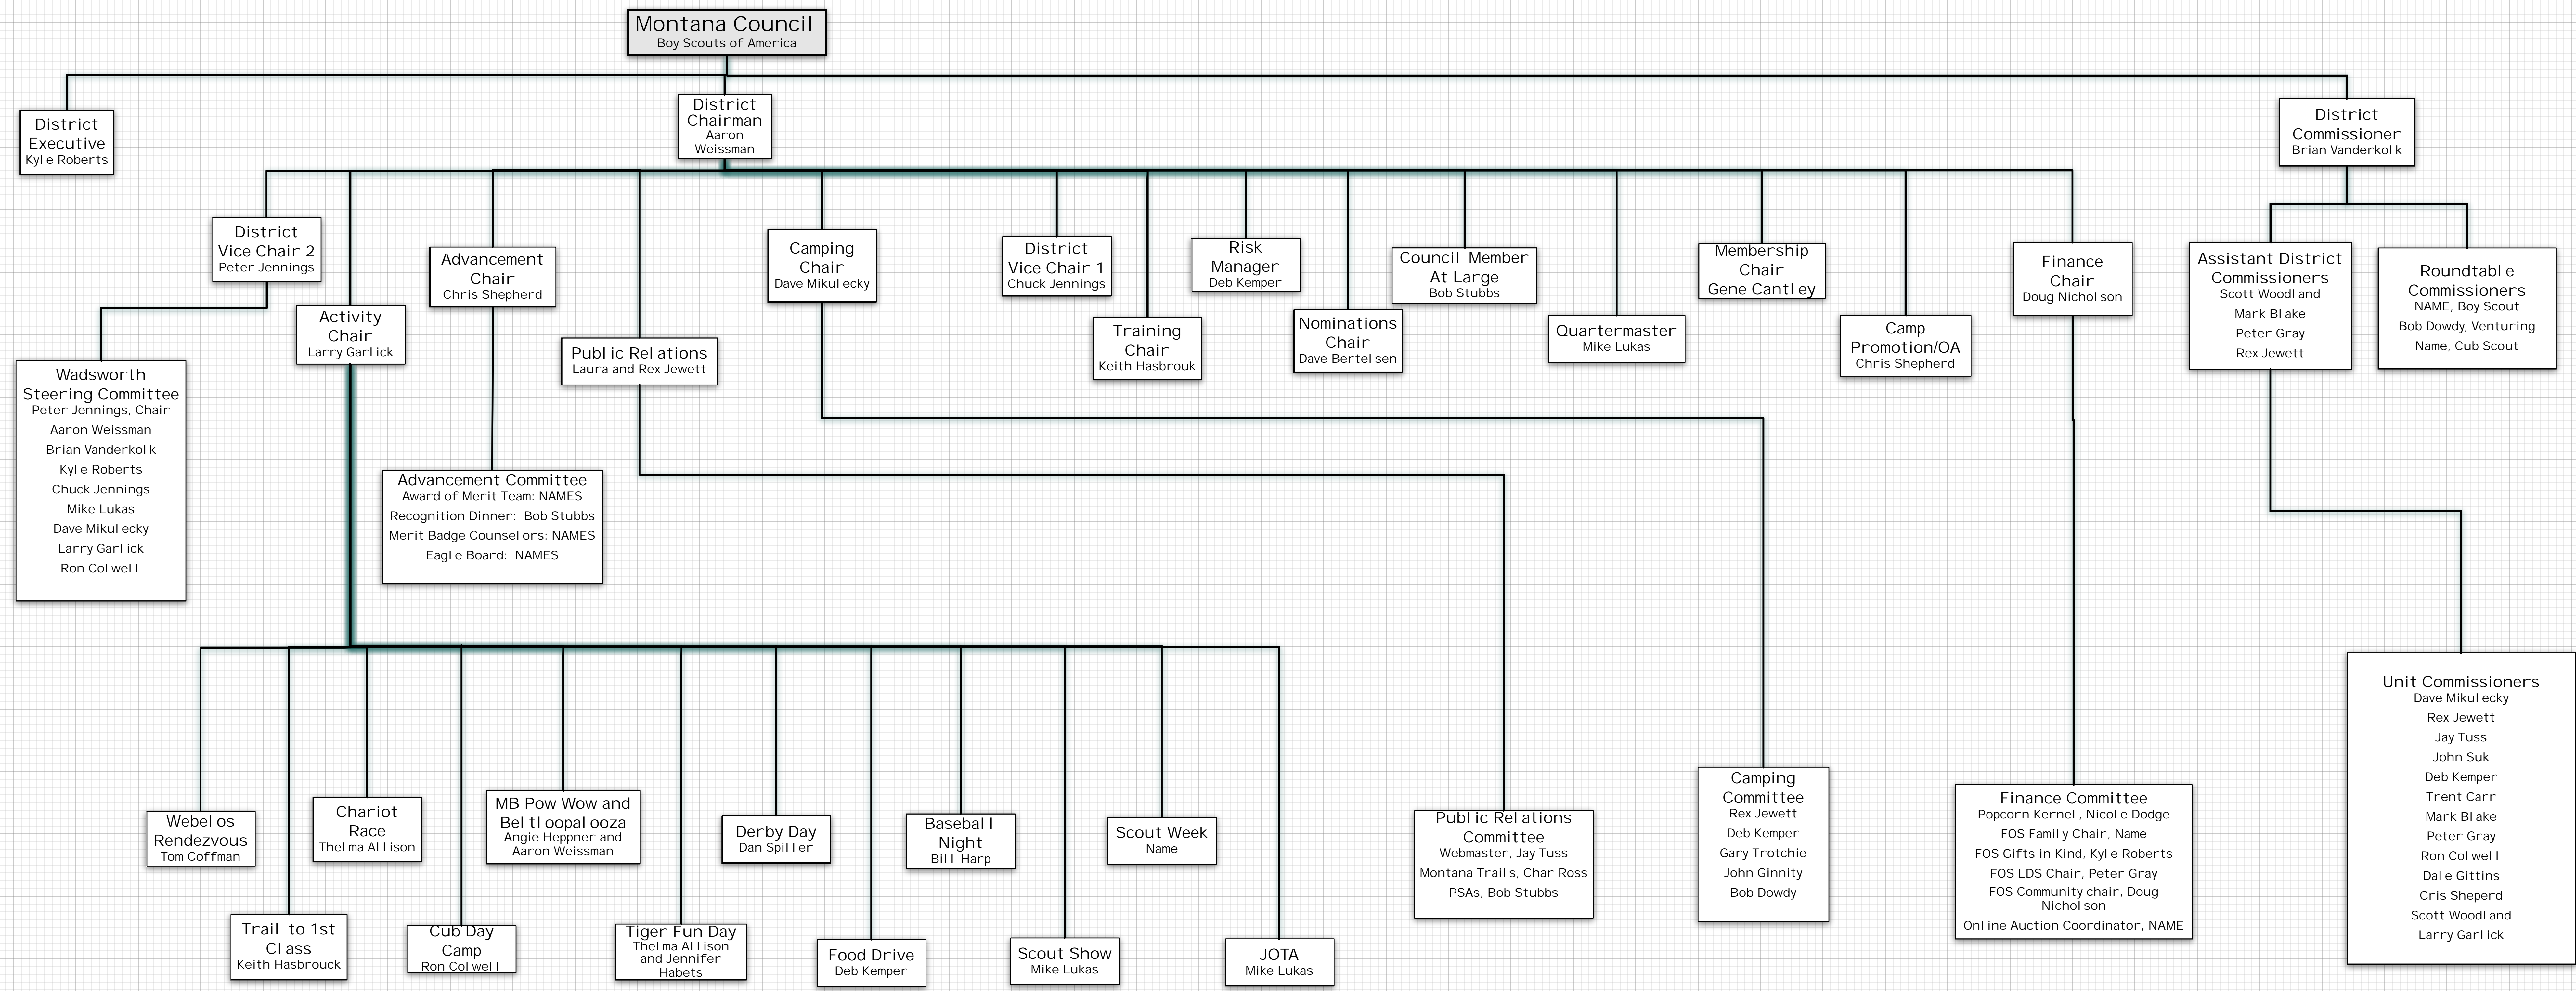 Montana Council
Boy Scouts of America
District
Executive
Kyle Roberts
District
Chairman
Aaron
Weissman
District
Commissioner
Brian Vanderkolk
District
Vice Chair 2
Peter Jennings
Activity
Chair
Larry Garlick
Advancement
Chair
Chris Shepherd
Public Relations
Laura and Rex Jewett
Camping
Chair
Dave Mikulecky
District
Vice Chair 1
Chuck Jennings
Training
Chair
Keith Hasbrouk
Risk
Manager
Deb Kemper
Nominations
Chair
Dave Bertelsen
Council Member
At Large
Bob Stubbs
Quartermaster
Mike Lukas
Membership
Chair
Gene Cantley
Camp
Promotion/OA
Chris Shepherd
Finance
Chair
Doug Nicholson
Assistant District
Commissioners
Scott Woodland
Mark Blake
Peter Gray
Rex Jewett
Roundtable
Commissioners
NAME, Boy Scout
Bob Dowdy, Venturing
Name, Cub Scout
Wadsworth
Steering Committee
Peter Jennings, Chair
Aaron Weissman
Brian Vanderkolk
Kyle Roberts
Chuck Jennings
Mike Lukas
Dave Mikulecky
Larry Garlick
Ron Colwell
Advancement Committee
Award of Merit Team: NAMES
Recognition Dinner: Bob Stubbs
Merit Badge Counselors: NAMES
Eagle Board: NAMES
Webelos
Rendezvous
Tom Coffman
Trail to 1st
Class
Keith Hasbrouck
Chariot
Race
Thelma Allison
Cub Day
Camp
Ron Colwell
MB Pow Wow and
Beltloopalooza
Angie Heppner and
Aaron Weissman
Tiger Fun Day
Thelma Allison
and Jennifer
Habets
Derby Day
Dan Spiller
Food Drive
Deb Kemper
Baseball
Night
Bill Harp
Scout Show
Mike Lukas
Scout Week
Name
JOTA
Mike Lukas
Public Relations
Committee
Webmaster, Jay Tuss
Montana Trails, Char Ross
PSAs, Bob Stubbs
Camping
Committee
Rex Jewett
Deb Kemper
Gary Trotchie
John Ginnity
Bob Dowdy
Finance Committee
Popcorn Kernel, Nicole Dodge
FOS Family Chair, Name
FOS Gifts in Kind, Kyle Roberts
FOS LDS Chair, Peter Gray
FOS Community chair, Doug
Nicholson
Online Auction Coordinator, NAME
Unit Commissioners
Dave Mikulecky
Rex Jewett
Jay Tuss
John Suk
Deb Kemper
Trent Carr
Mark Blake
Peter Gray
Ron Colwell
Dale Gittins
Cris Sheperd
Scott Woodland
Larry Garlick